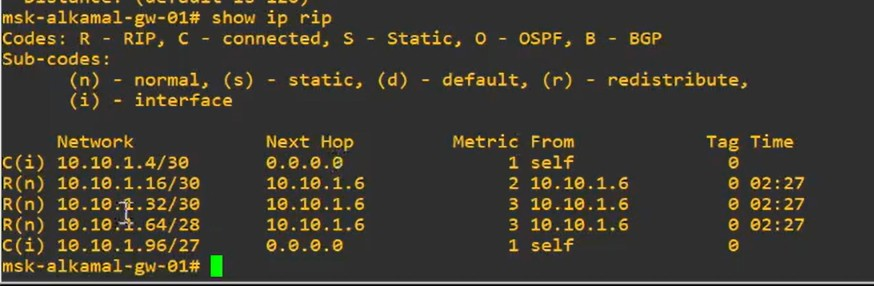 Distance: (default is 120)
msk-alkamal-gw-01# show ip rip
Codes: R - RIP, C - connected, S - Static, O - OSPF, B - BGP
Sub-codes:
      (n) - normal, (s) - static, (d) - default, (r) - redistribute,
      (i) - interface

     Network            Next Hop         Metric From            Tag Time
C(i) 10.10.1.4/30       0.0.0.0               1 self              0
R(n) 10.10.1.16/30      10.10.1.6             2 10.10.1.6         0 02:27
R(n) 10.10.1.32/30      10.10.1.6             3 10.10.1.6         0 02:27
R(n) 10.10.1.64/28      10.10.1.6             3 10.10.1.6         0 02:27
C(i) 10.10.1.96/27      0.0.0.0               1 self              0
msk-alkamal-gw-01#